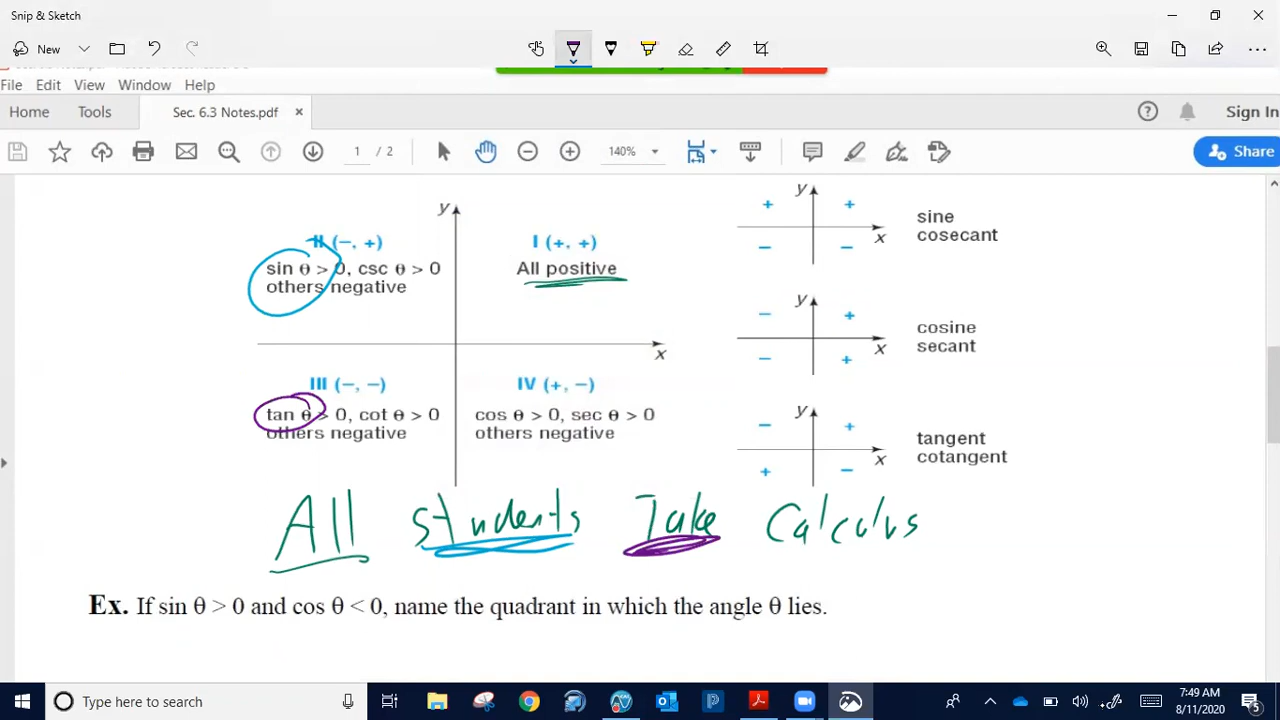 Snip & Sketch
New
File Edit View Window Help
Home Tools Sec. 6.3 Notes.pdf Sign In
1 / 2 140% Share
y
II (−, +) I (+, +)
sin θ > 0, csc θ > 0 All positive
others negative
x
III (−, −) IV (+, −)
tan θ > 0, cot θ > 0 cos θ > 0, sec θ > 0
others negative others negative
y
+ + sine
x cosecant
− −
y
− + cosine
x secant
− +
y
− + tangent
x cotangent
+ −
All Students Take Calculus
Ex. If sin θ > 0 and cos θ < 0, name the quadrant in which the angle θ lies.
Type here to search
7:49 AM
8/11/2020
5